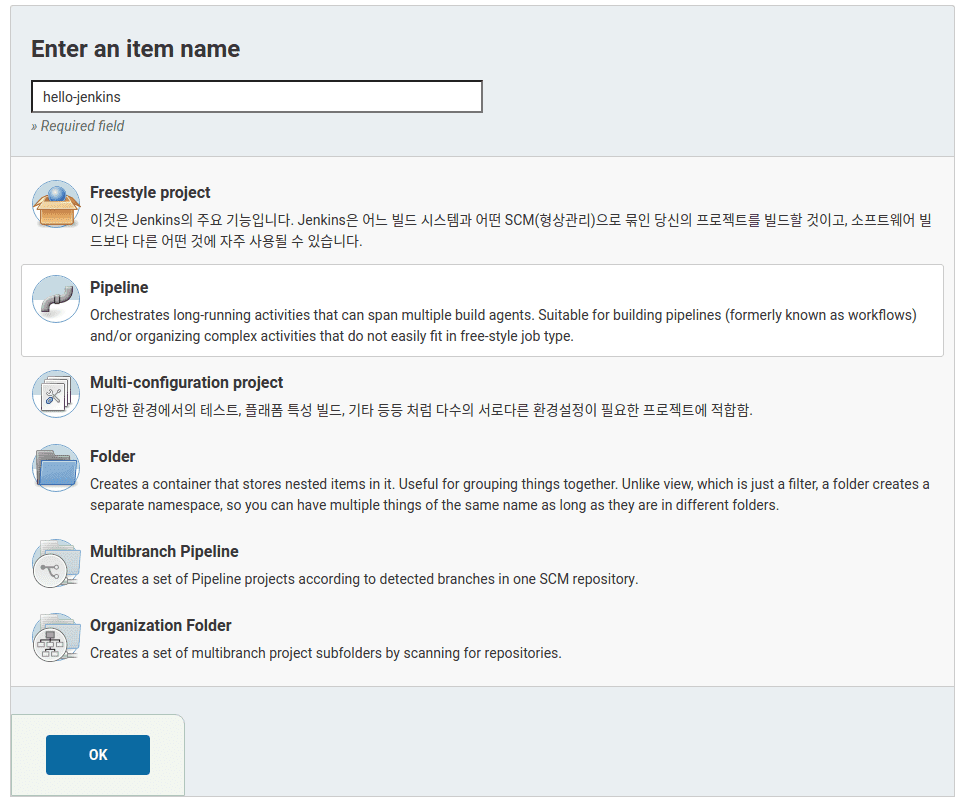 Enter an item name
hello-jenkins
» Required field
Freestyle project
이것은 Jenkins의 주요 기능입니다. Jenkins은 어느 빌드 시스템과 어떤 SCM(형상관리)으로 묶인 당신의 프로젝트를 빌드할 것이고, 소프트웨어 빌
드보다 다른 어떤 것에 자주 사용될 수 있습니다.
Pipeline
Orchestrates long-running activities that can span multiple build agents. Suitable for building pipelines (formerly known as workflows)
and/or organizing complex activities that do not easily fit in free-style job type.
Multi-configuration project
다양한 환경에서의 테스트, 플래폼 특성 빌드, 기타 등등 처럼 다수의 서로다른 환경설정이 필요한 프로젝트에 적합함.
Folder
Creates a container that stores nested items in it. Useful for grouping things together. Unlike view, which is just a filter, a folder creates a
separate namespace, so you can have multiple things of the same name as long as they are in different folders.
Multibranch Pipeline
Creates a set of Pipeline projects according to detected branches in one SCM repository.
Organization Folder
Creates a set of multibranch project subfolders by scanning for repositories.
OK